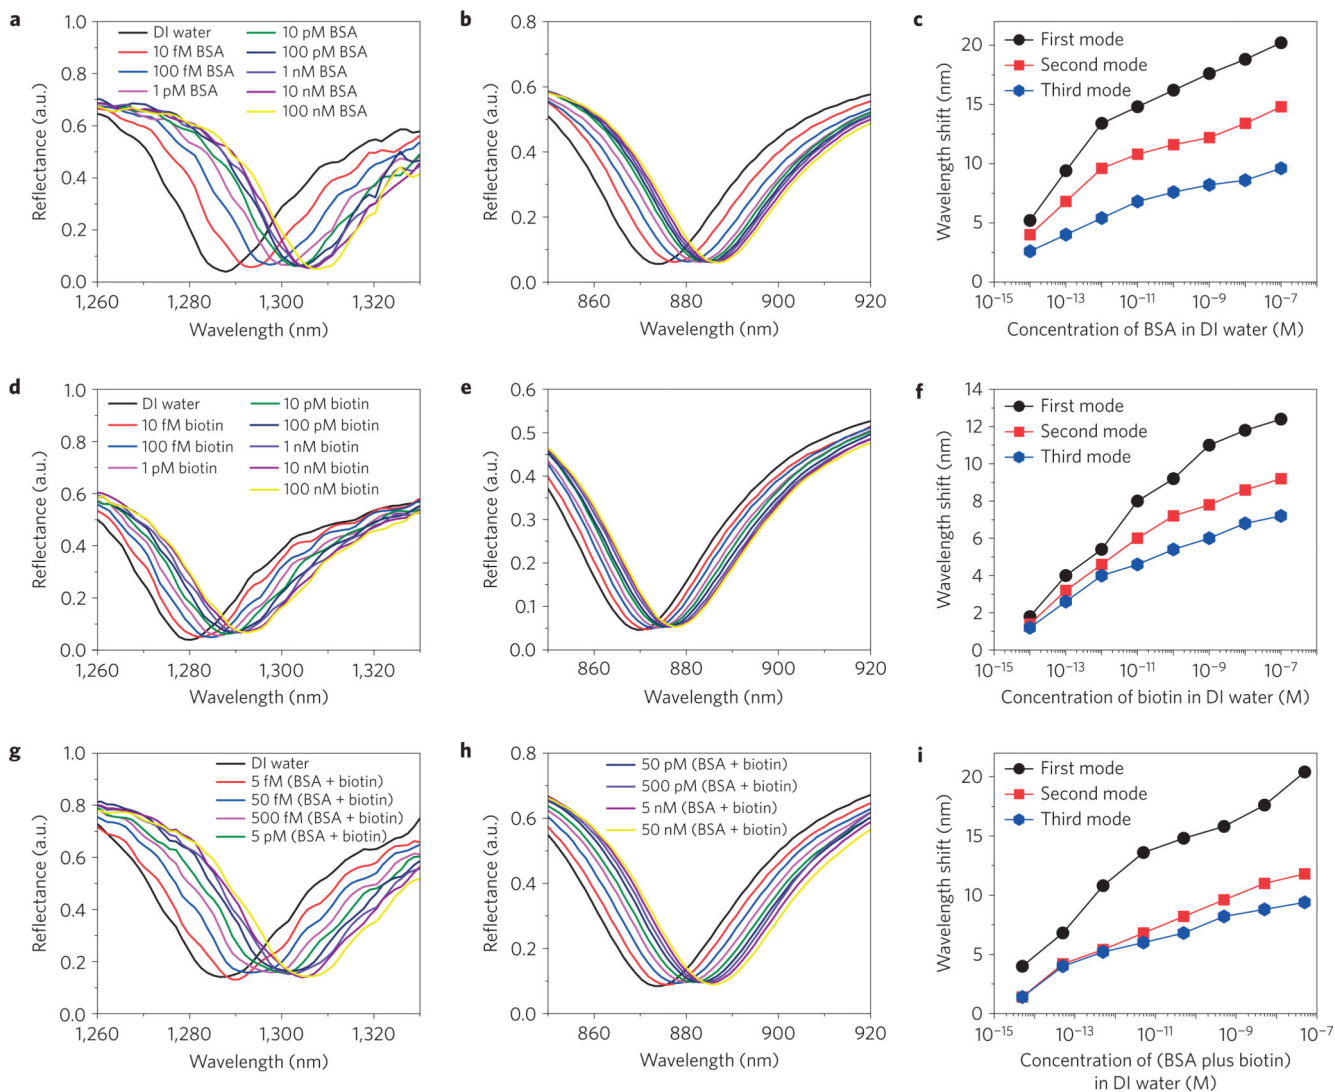 a
1.0
0.8
0.6
0.4
0.2
0.0
Reflectance (a.u.)
DI water
10 fM BSA
100 fM BSA
1 pM BSA
10 pM BSA
100 pM BSA
1 nM BSA
10 nM BSA
100 nM BSA
1,260
1,280
1,300
1,320
Wavelength (nm)
b
0.8
0.6
0.4
0.2
0.0
Reflectance (a.u.)
860
880
900
920
Wavelength (nm)
c
20
15
10
5
0
Wavelength shift (nm)
First mode
Second mode
Third mode
10⁻¹⁵
10⁻¹³
10⁻¹¹
10⁻⁹
10⁻⁷
Concentration of BSA in DI water (M)
d
1.0
0.8
0.6
0.4
0.2
0.0
Reflectance (a.u.)
DI water
10 fM biotin
100 fM biotin
1 pM biotin
10 pM biotin
100 pM biotin
1 nM biotin
10 nM biotin
100 nM biotin
1,260
1,280
1,300
1,320
Wavelength (nm)
e
0.6
0.5
0.4
0.3
0.2
0.1
0.0
Reflectance (a.u.)
860
880
900
920
Wavelength (nm)
f
14
12
10
8
6
4
2
0
Wavelength shift (nm)
First mode
Second mode
Third mode
10⁻¹⁵
10⁻¹³
10⁻¹¹
10⁻⁹
10⁻⁷
Concentration of biotin in DI water (M)
g
1.0
0.8
0.6
0.4
0.2
0.0
Reflectance (a.u.)
DI water
5 fM (BSA + biotin)
50 fM (BSA + biotin)
500 fM (BSA + biotin)
5 pM (BSA + biotin)
1,260
1,280
1,300
1,320
Wavelength (nm)
h
0.8
0.6
0.4
0.2
0.0
Reflectance (a.u.)
50 pM (BSA + biotin)
500 pM (BSA + biotin)
5 nM (BSA + biotin)
50 nM (BSA + biotin)
860
880
900
920
Wavelength (nm)
i
20
15
10
5
0
Wavelength shift (nm)
First mode
Second mode
Third mode
10⁻¹⁵
10⁻¹³
10⁻¹¹
10⁻⁹
10⁻⁷
Concentration of (BSA plus biotin)
in DI water (M)